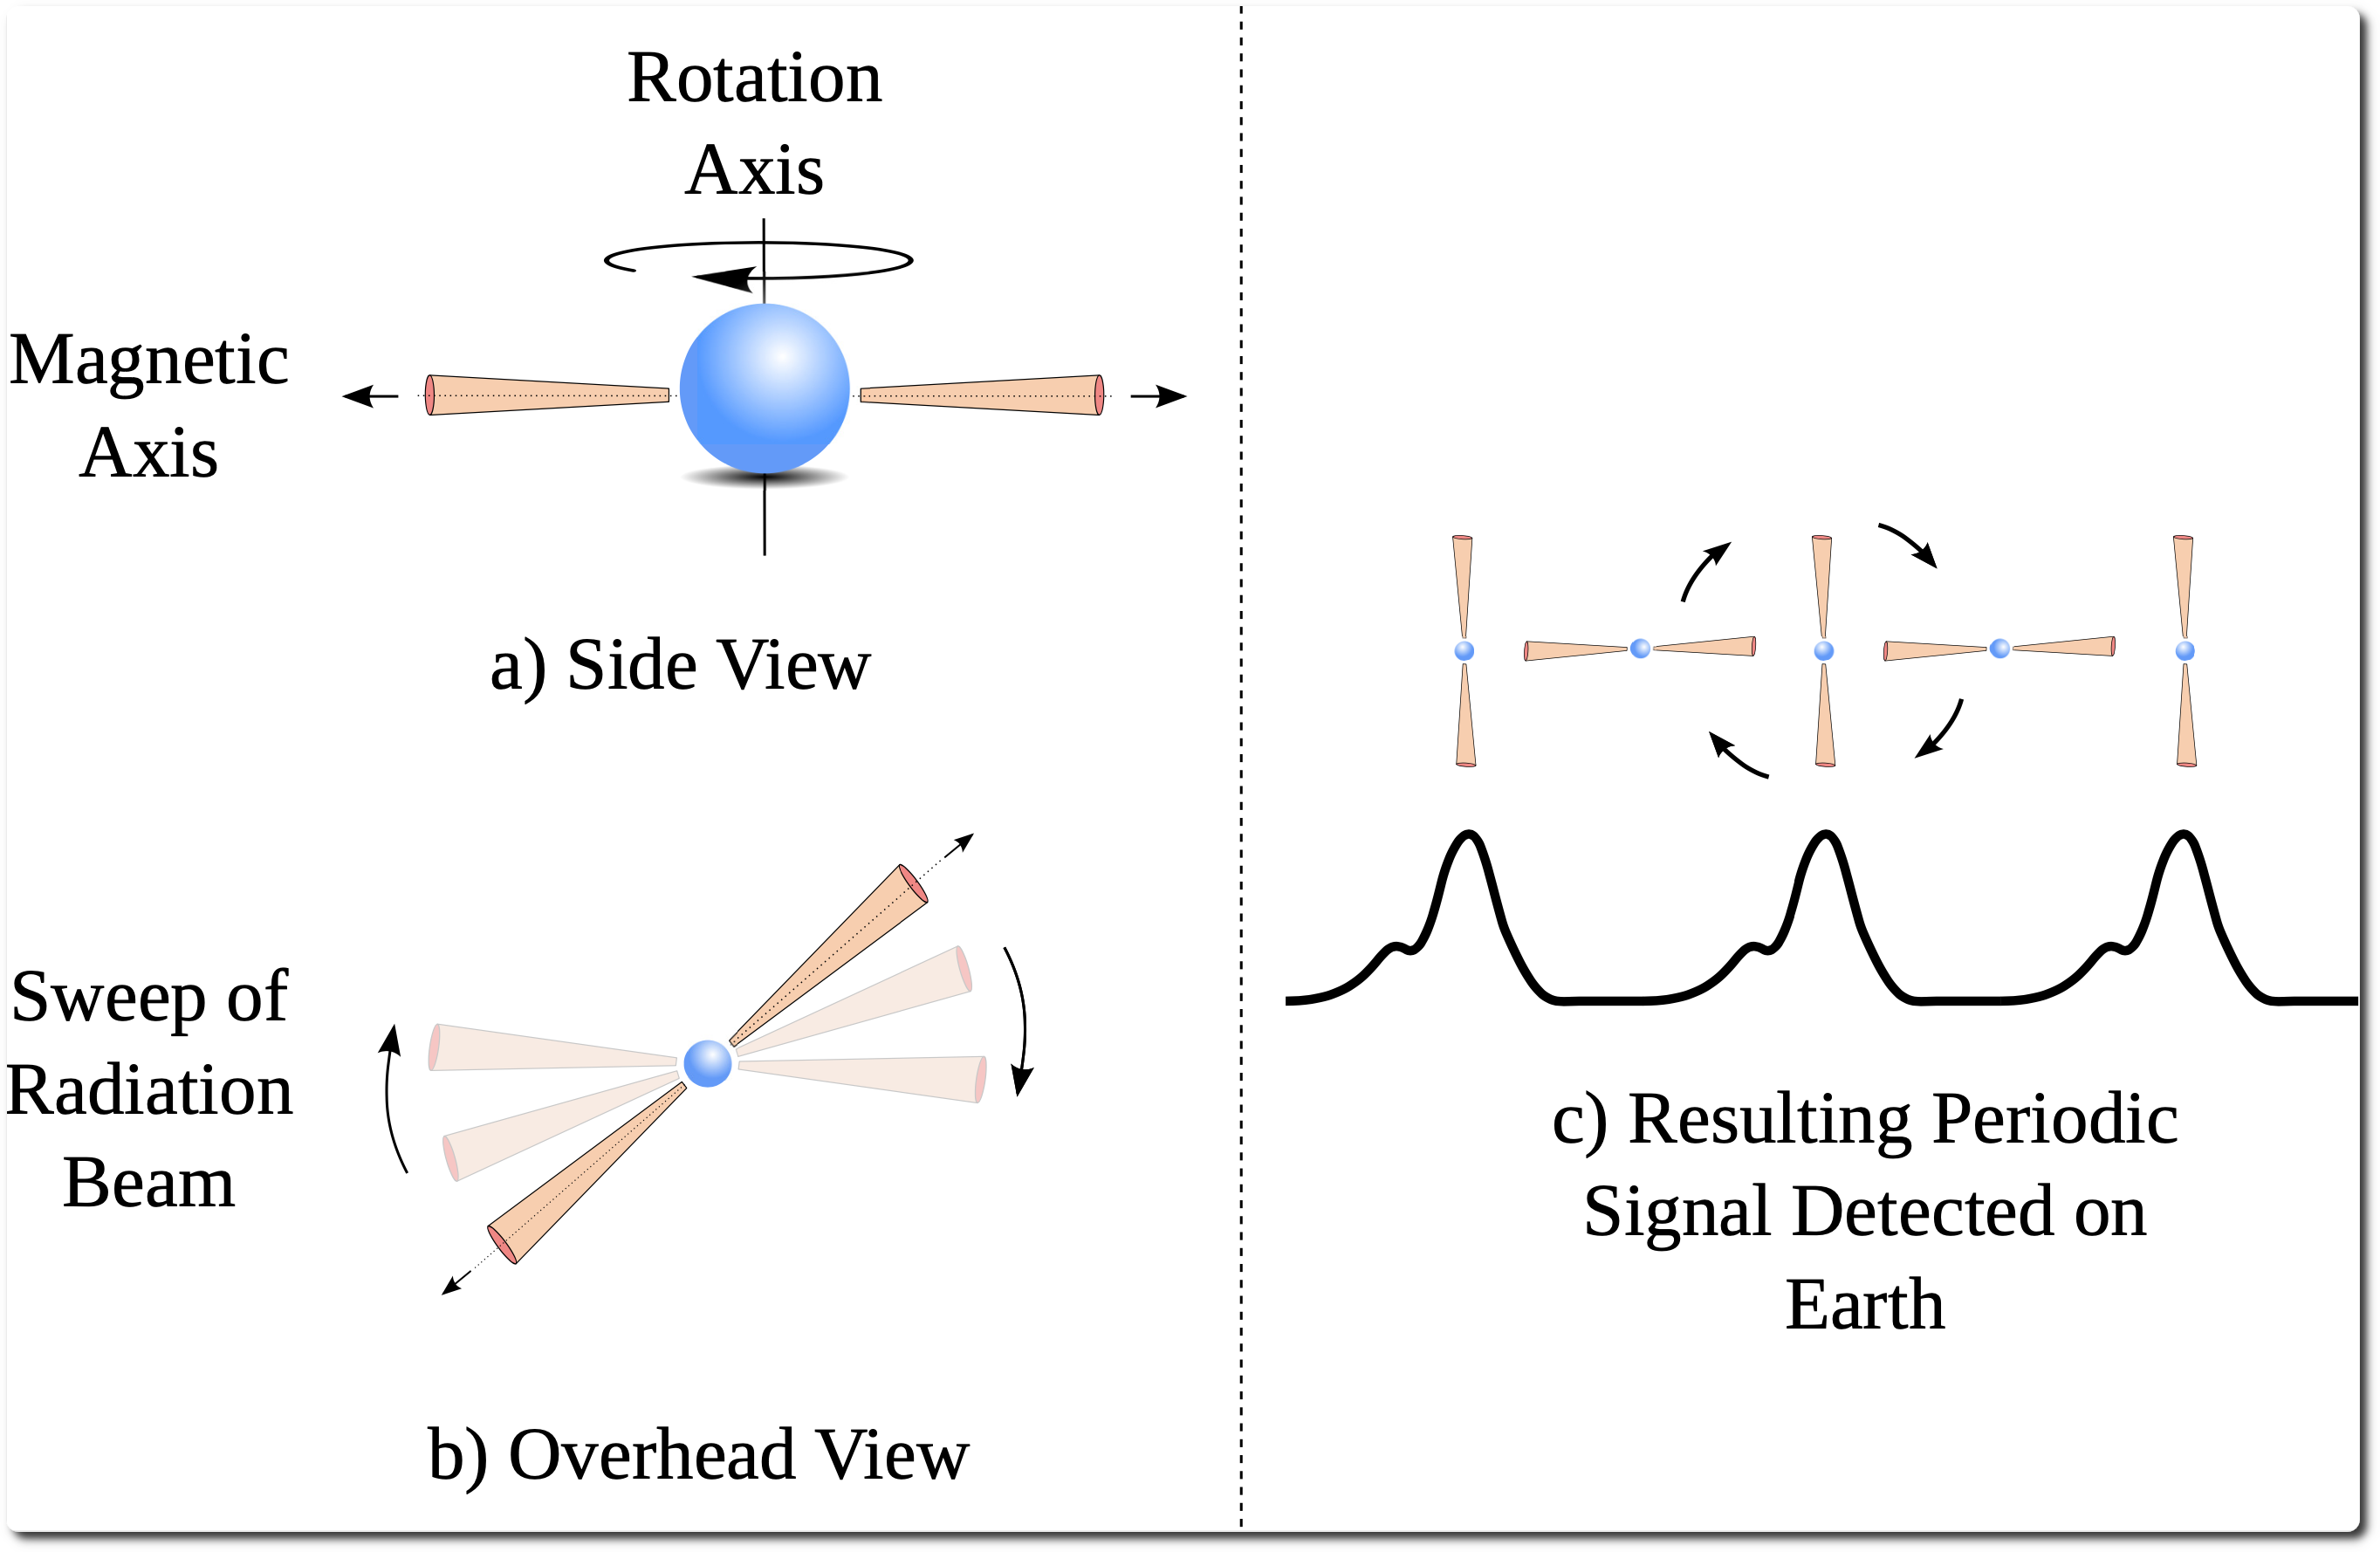 Rotation
Axis
Magnetic
Axis
a) Side View
Sweep of
Radiation
Beam
b) Overhead View
c) Resulting Periodic
Signal Detected on
Earth